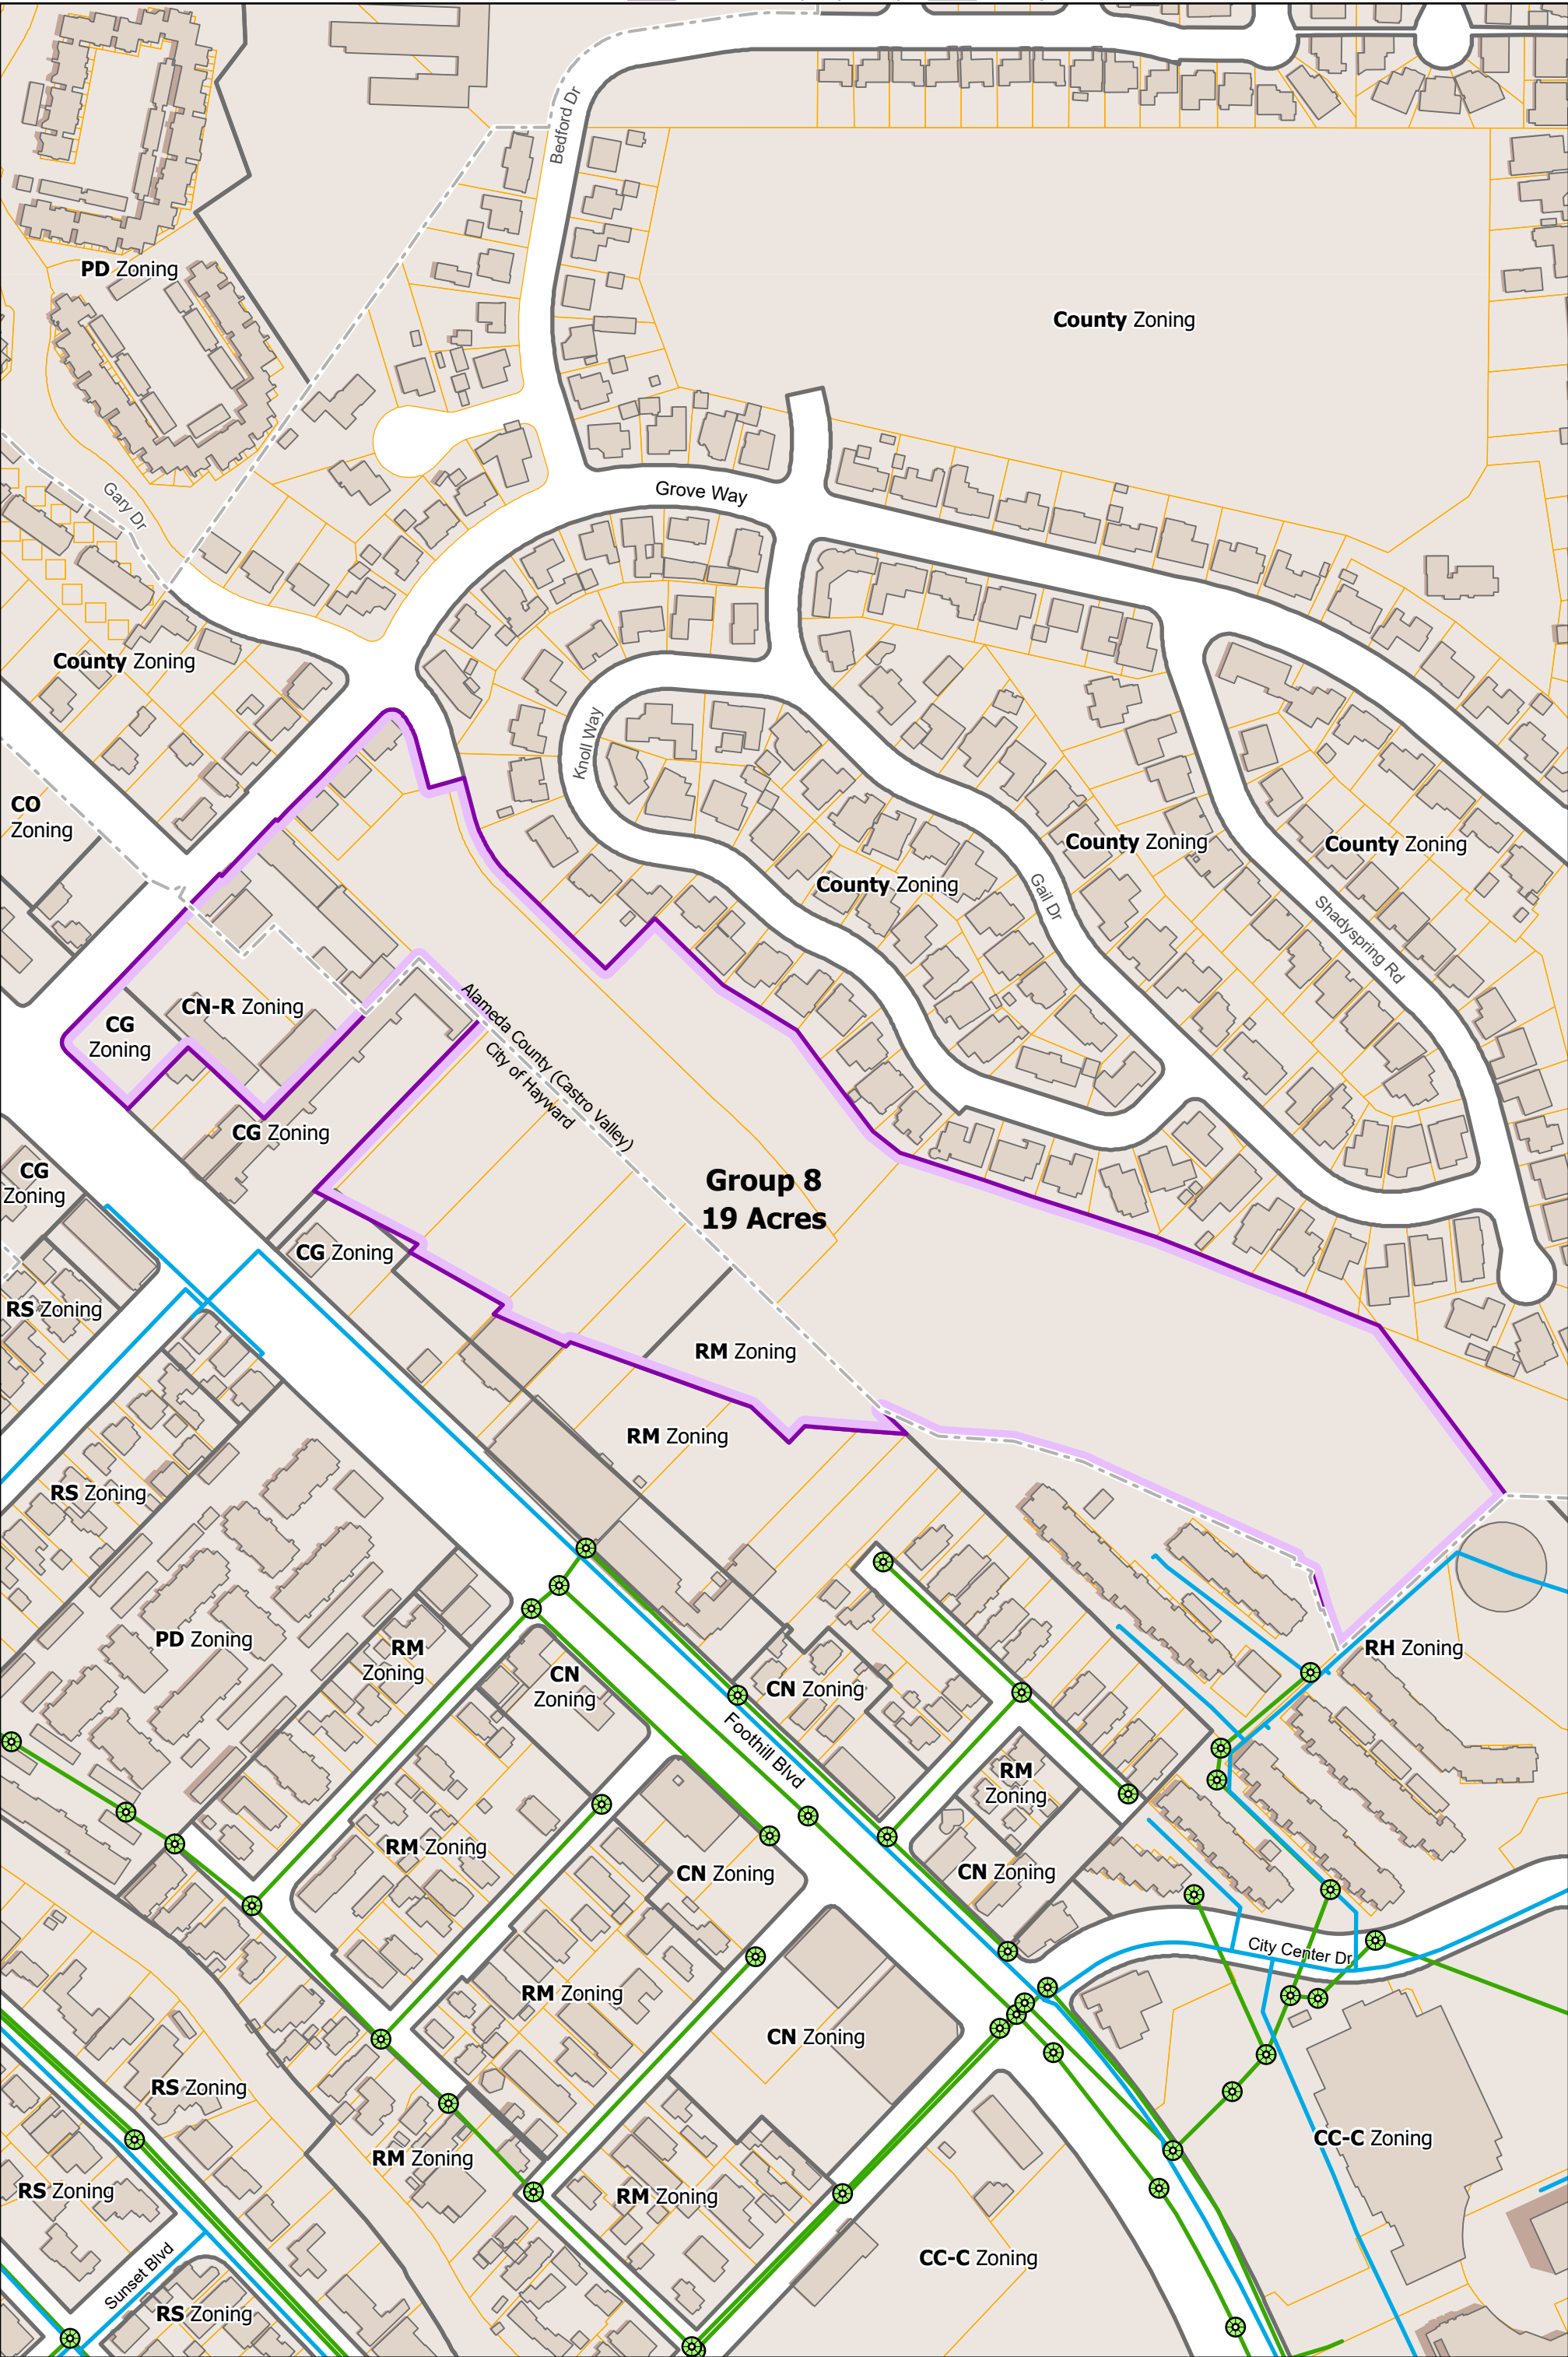 Bedford Dr
PD Zoning
County Zoning
Gary Dr
Grove Way
County Zoning
Knoll Way
CO
Zoning
County Zoning
County Zoning
County Zoning
Gail Dr
Shadyspring Rd
CN-R Zoning
CG
Zoning
Alameda County (Castro Valley)
City of Hayward
CG Zoning
CG
Zoning
Group 8
19 Acres
CG Zoning
RS Zoning
RM Zoning
RM Zoning
RS Zoning
PD Zoning
RM
Zoning
CN
Zoning
CN Zoning
RH Zoning
Foothill Blvd
RM
Zoning
RM Zoning
CN Zoning
CN Zoning
City Center Dr
RM Zoning
CN Zoning
RS Zoning
RM Zoning
CC-C Zoning
RS Zoning
RM Zoning
CC-C Zoning
Sunset Blvd
RS Zoning